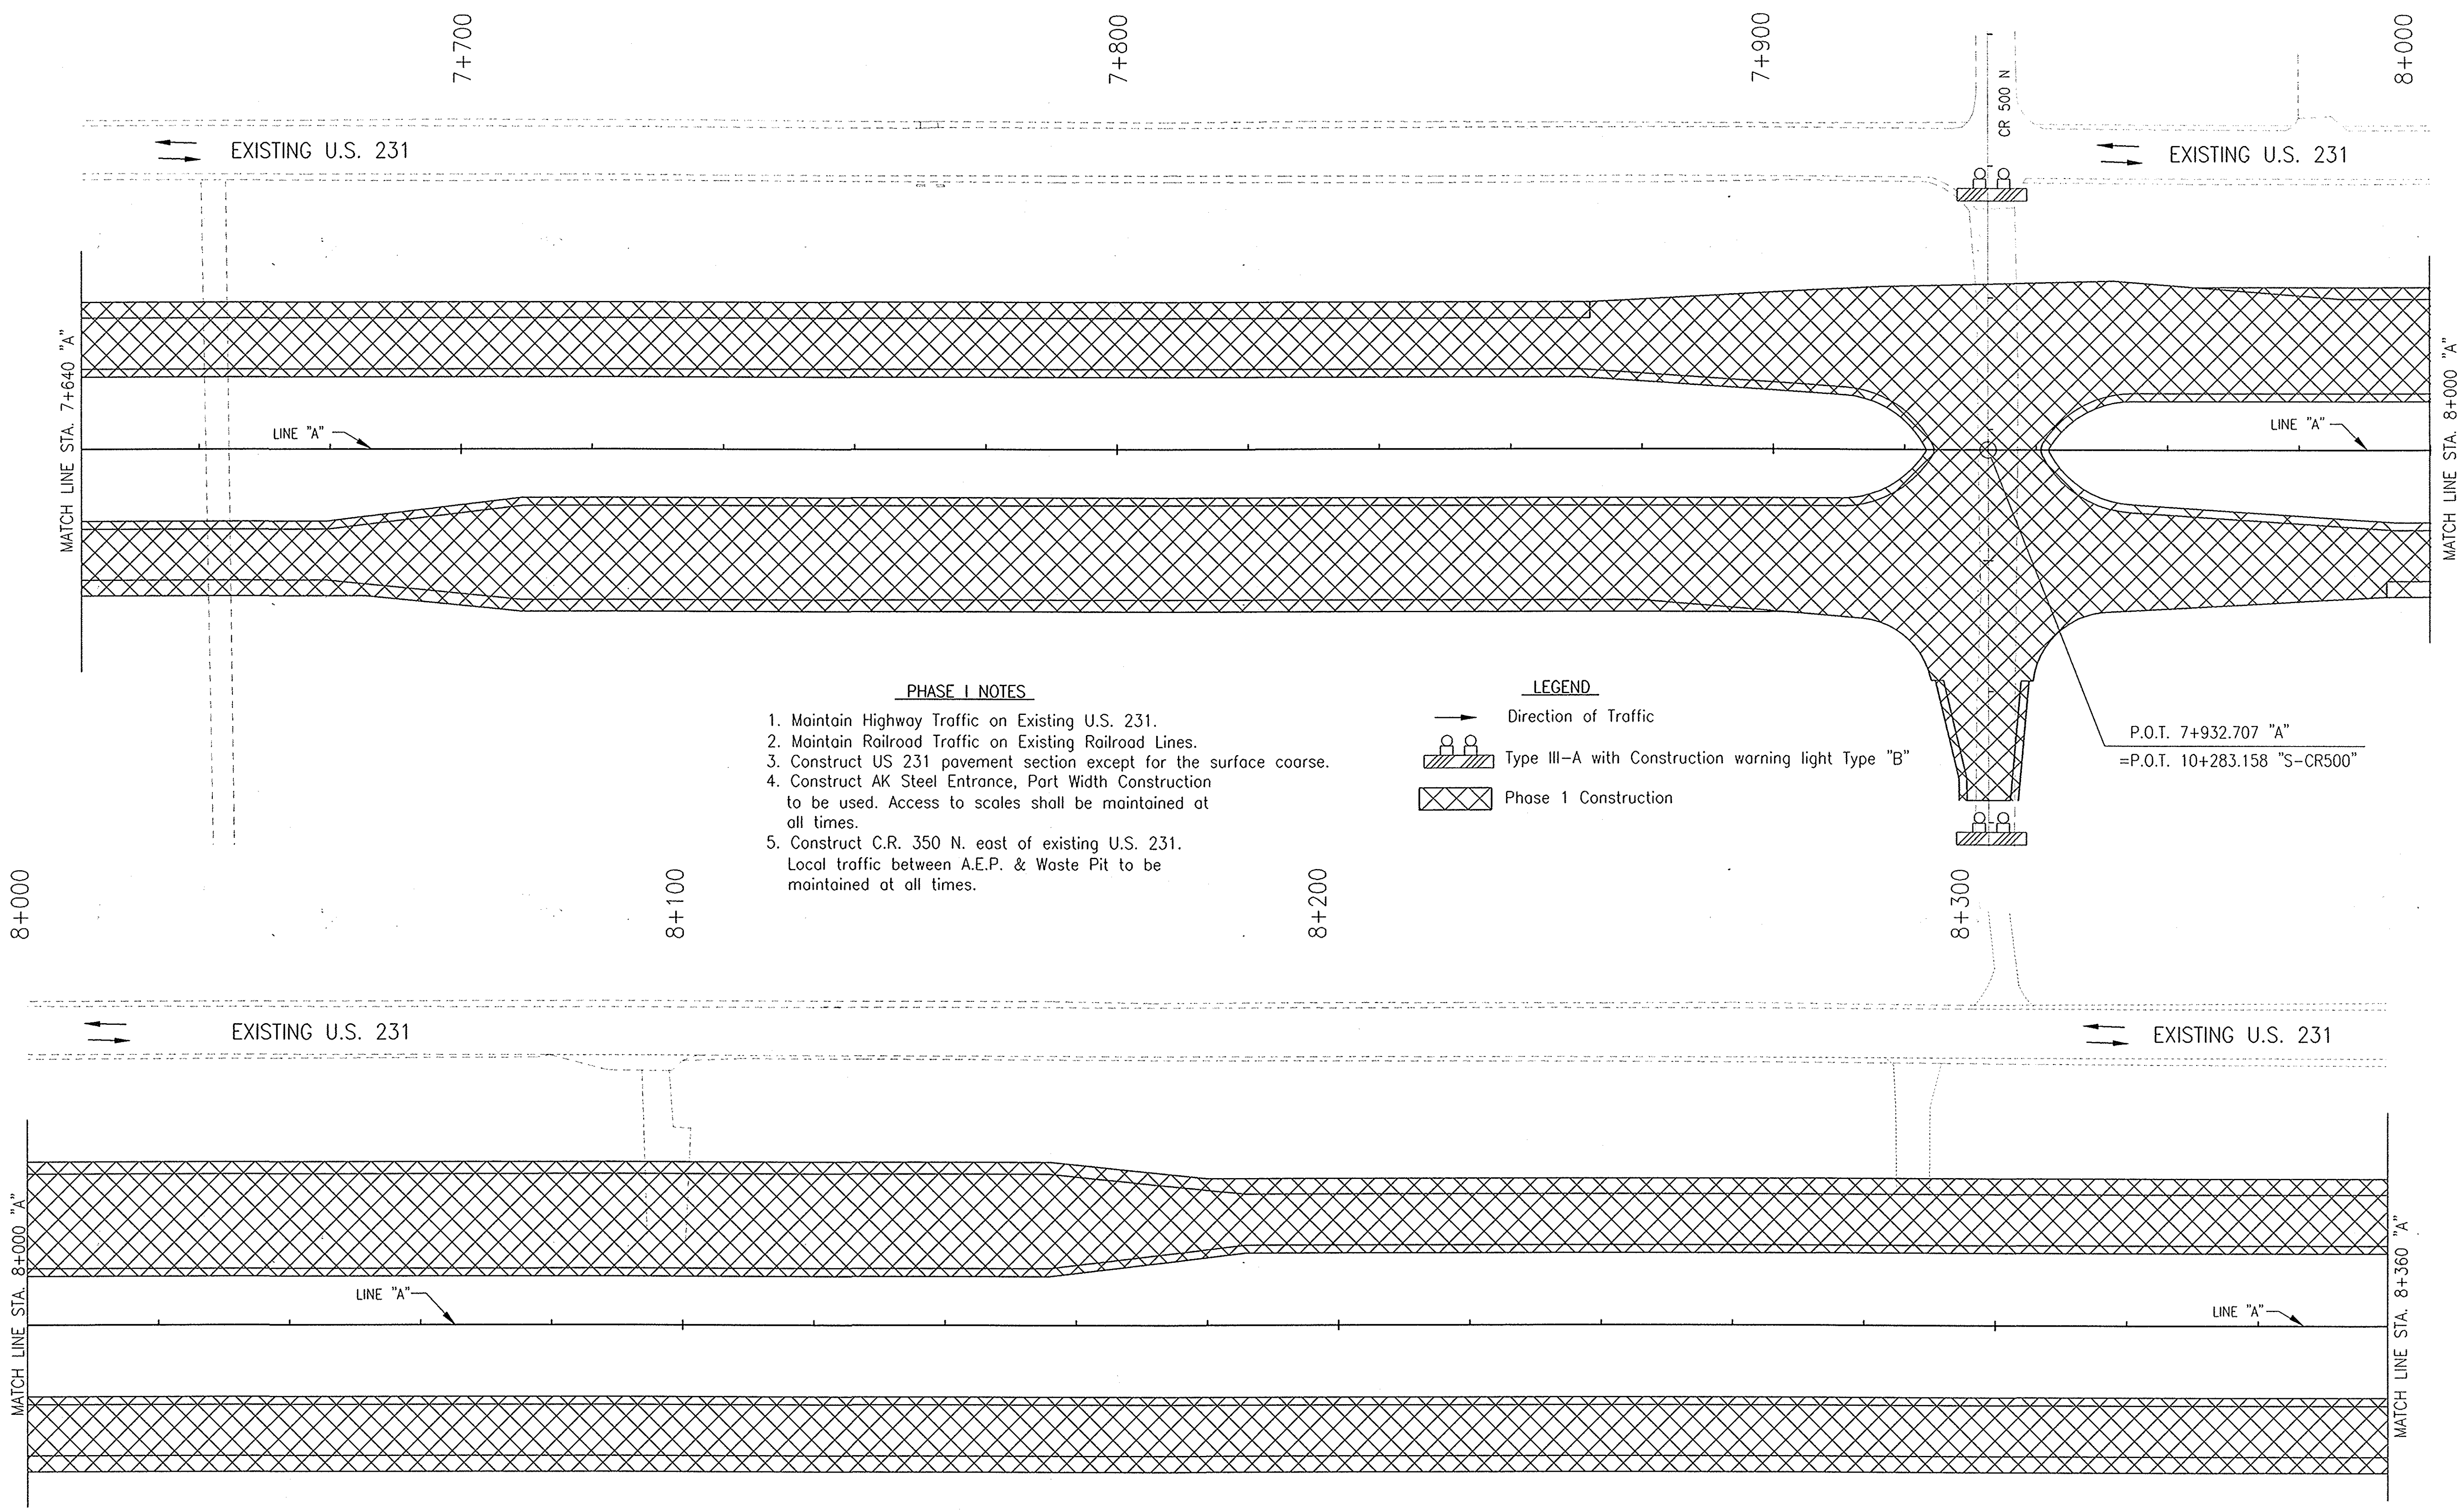 7+700
7+800
7+900
8+000
CR 500 N
EXISTING U.S. 231
EXISTING U.S. 231
MATCH LINE STA. 7+640 "A"
LINE "A"
LINE "A"
MATCH LINE STA. 8+000 "A"
PHASE I NOTES
1. Maintain Highway Traffic on Existing U.S. 231.
2. Maintain Railroad Traffic on Existing Railroad Lines.
3. Construct US 231 pavement section except for the surface coarse.
4. Construct AK Steel Entrance, Part Width Construction
to be used. Access to scales shall be maintained at
all times.
5. Construct C.R. 350 N. east of existing U.S. 231.
Local traffic between A.E.P. & Waste Pit to be
maintained at all times.
LEGEND
Direction of Traffic
Type III-A with Construction warning light Type "B"
Phase 1 Construction
P.O.T. 7+932.707 "A"
=P.O.T. 10+283.158 "S-CR500"
8+000
8+100
8+200
8+300
EXISTING U.S. 231
EXISTING U.S. 231
MATCH LINE STA. 8+000 "A"
LINE "A"
LINE "A"
MATCH LINE STA. 8+360 "A"